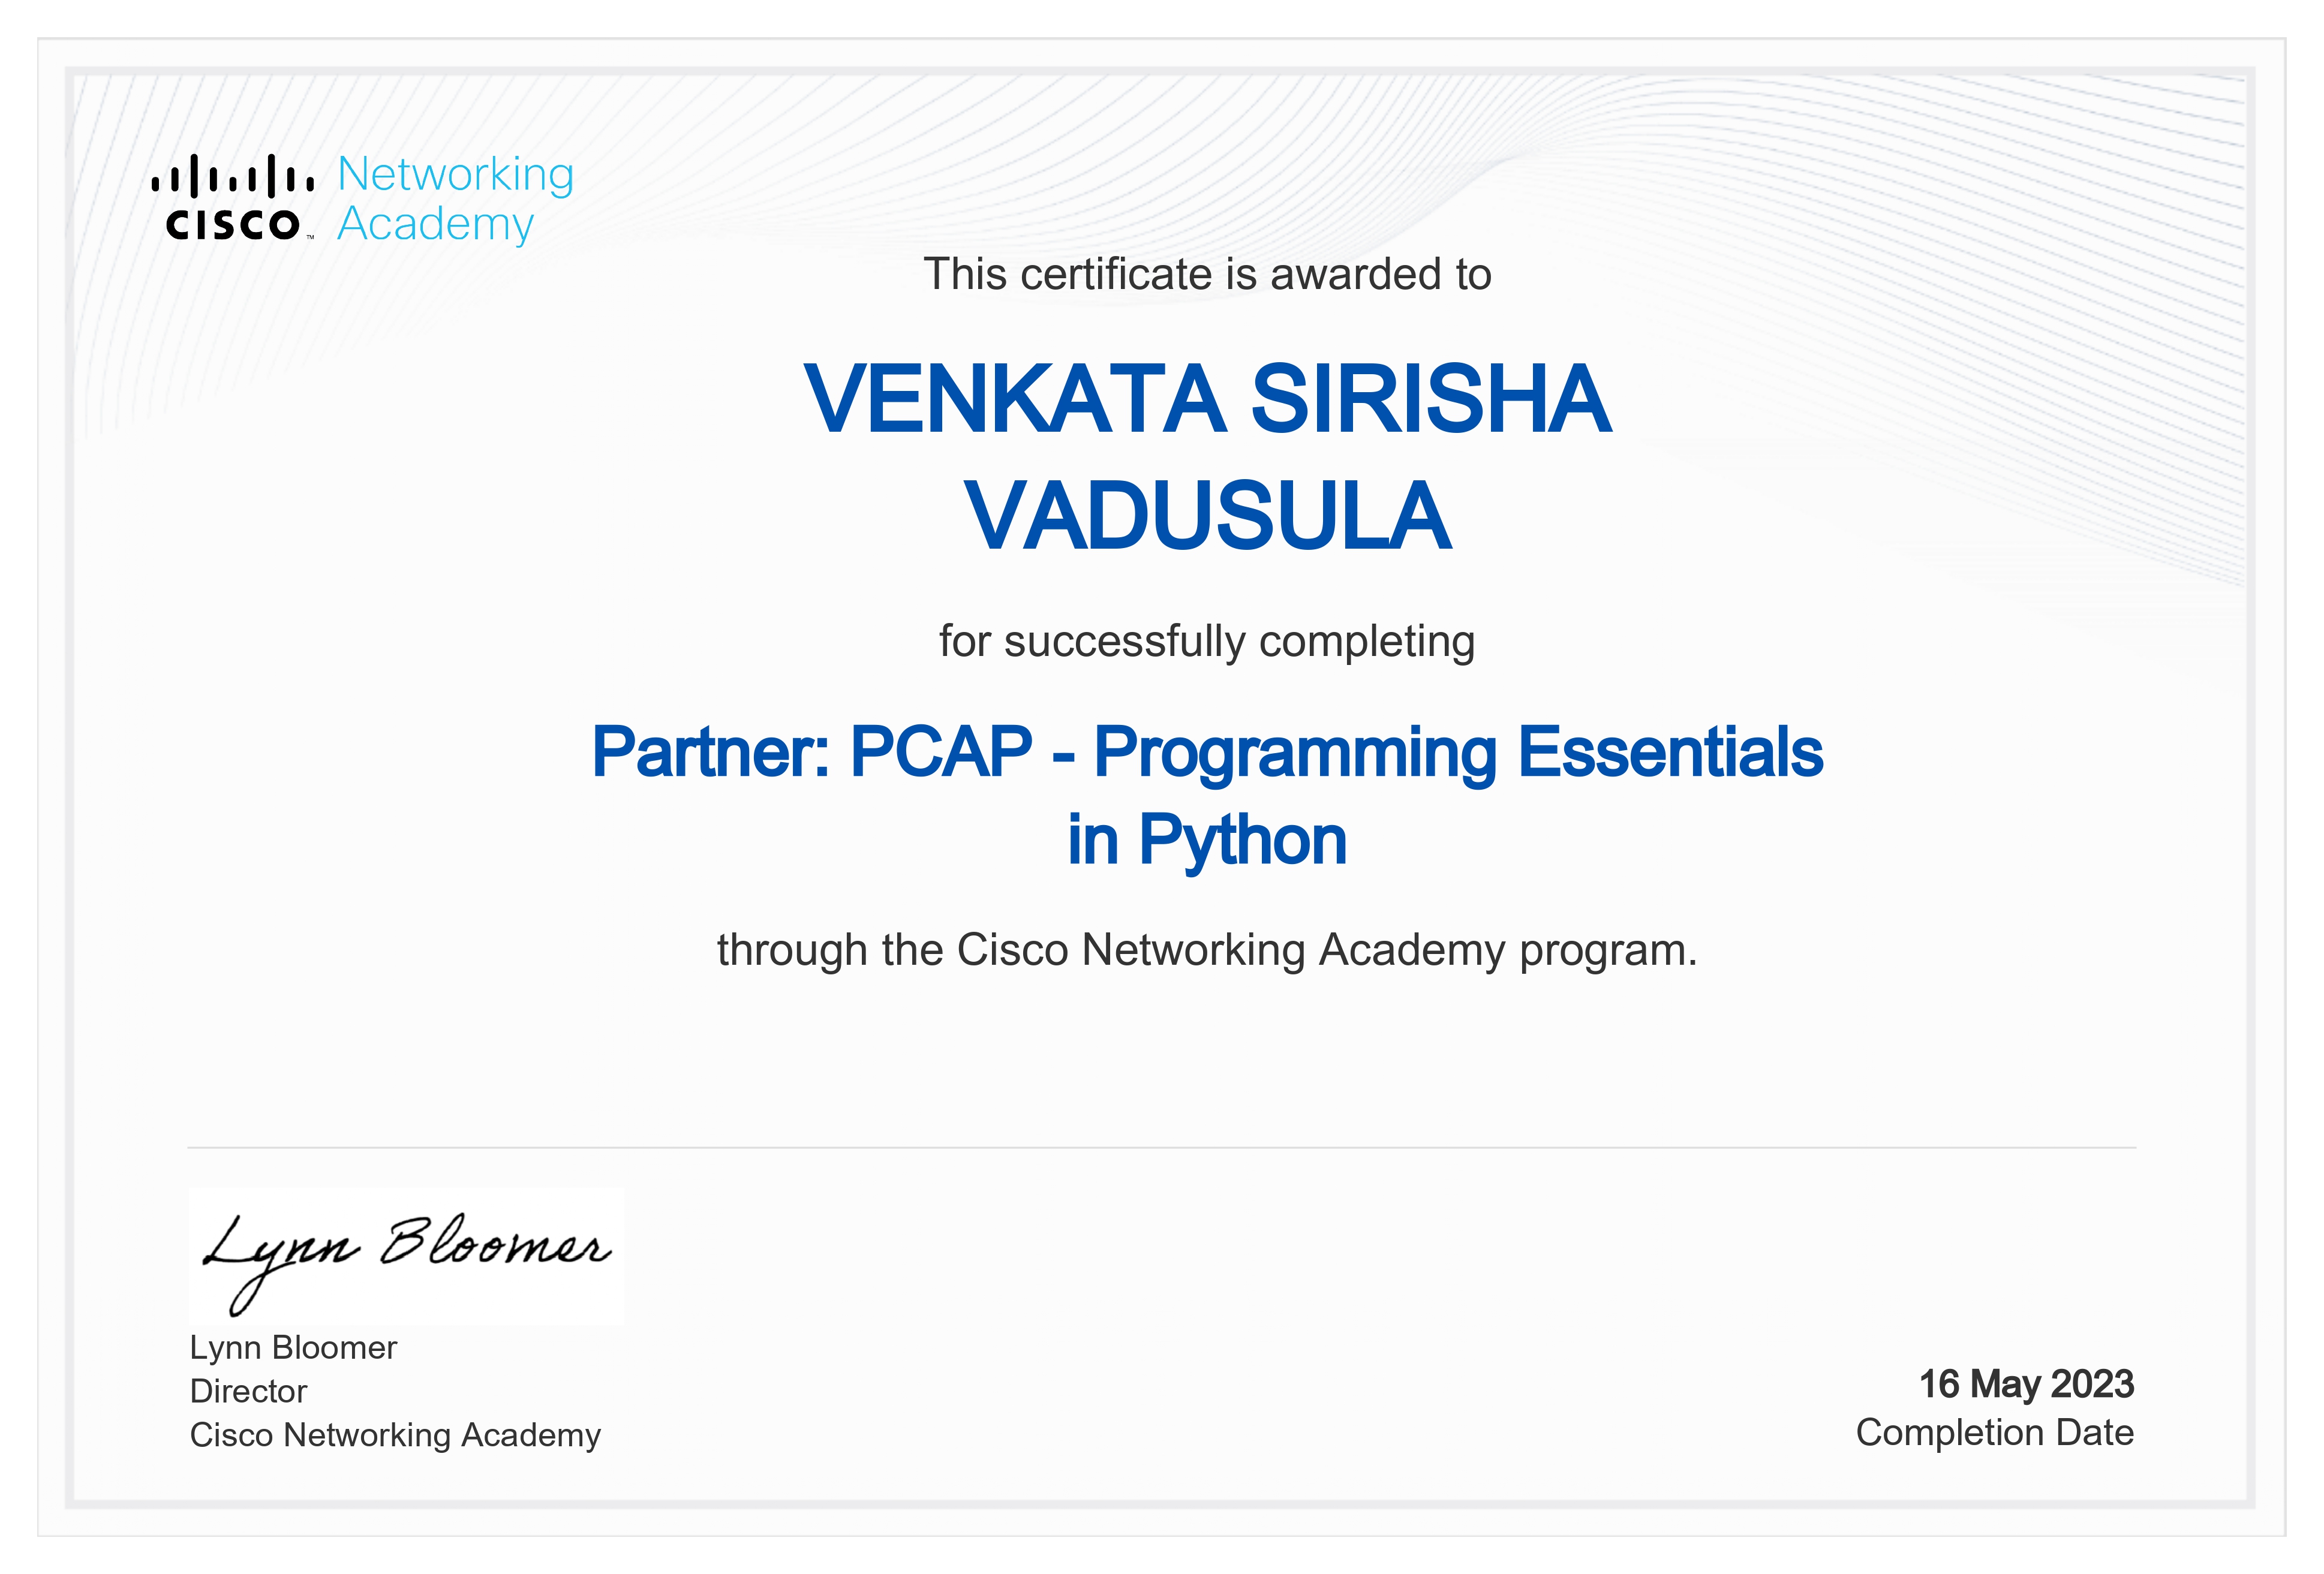 Networking
Academy
CISCO™
This certificate is awarded to
VENKATA SIRISHA
VADUSULA
for successfully completing
Partner: PCAP - Programming Essentials
in Python
through the Cisco Networking Academy program.
Lynn Bloomer
Lynn Bloomer
Director
Cisco Networking Academy
16 May 2023
Completion Date